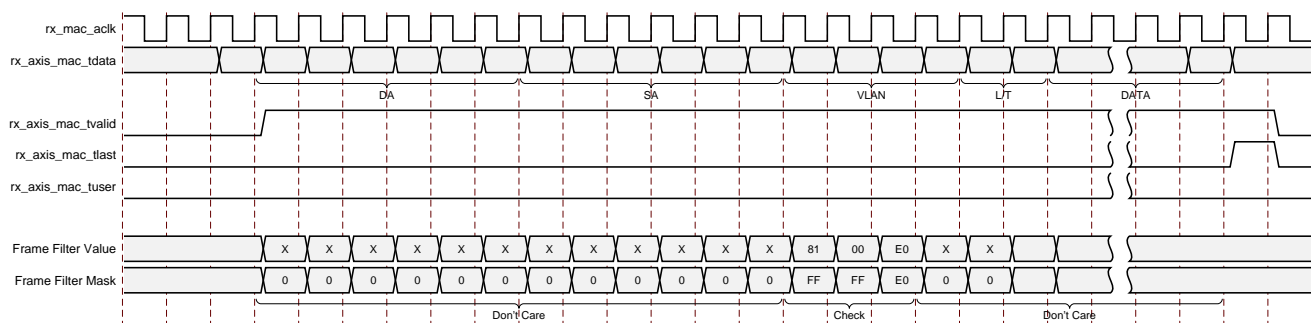 rx_mac_aclk
rx_axis_mac_tdata
DA SA VLAN L/T DATA
rx_axis_mac_tvalid
rx_axis_mac_tlast
rx_axis_mac_tuser
Frame Filter Value X X X X X X X X X X X X 81 00 E0 X X
Frame Filter Mask 0 0 0 0 0 0 0 0 0 0 0 0 FF FF E0 0 0
Don't Care Check Don't Care